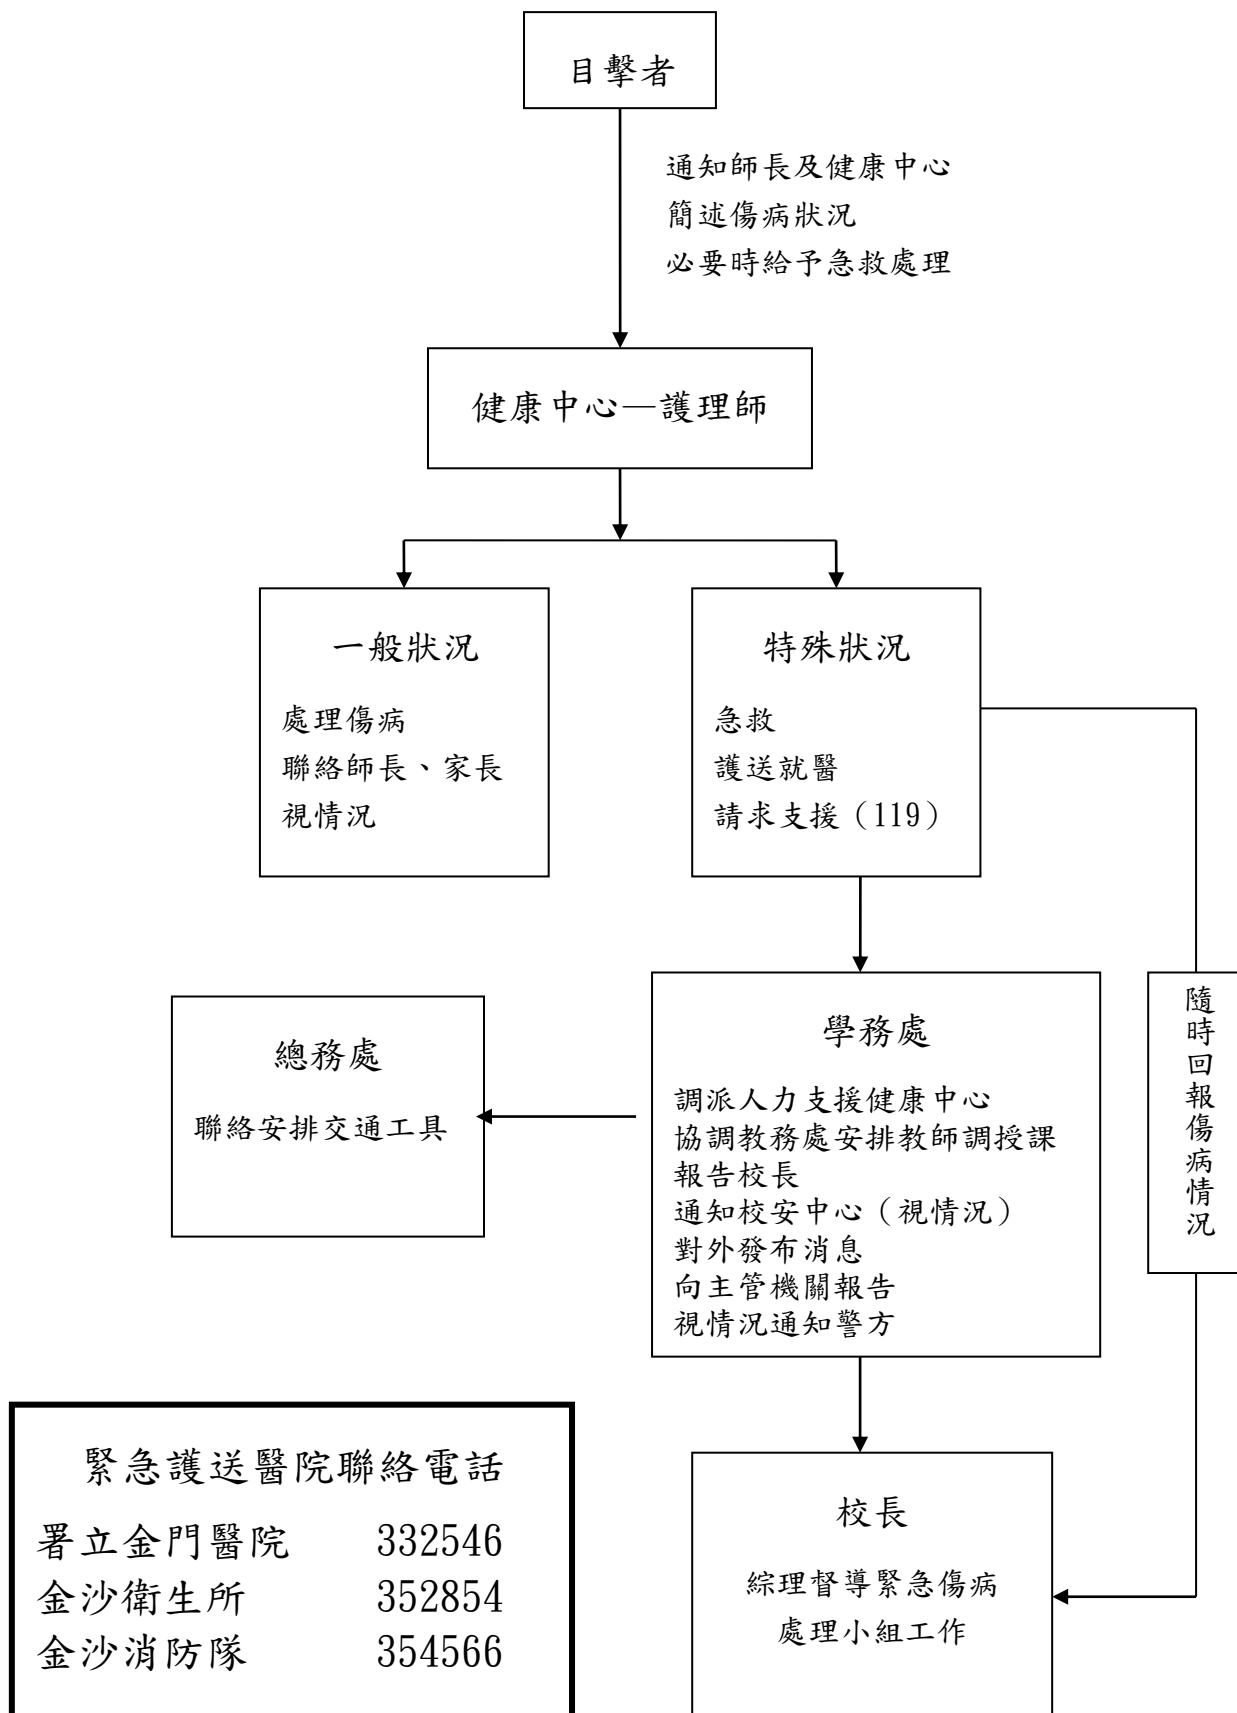 目擊者
通知師長及健康中心
簡述傷病狀況
必要時給予急救處理
健康中心—護理師
一般狀況
處理傷病
聯絡師長、家長
視情況
特殊狀況
急救
護送就醫
請求支援（119）
隨時回報傷病情況
總務處
聯絡安排交通工具
學務處
調派人力支援健康中心
協調教務處安排教師調授課
報告校長
通知校安中心（視情況）
對外發布消息
向主管機關報告
視情況通知警方
緊急護送醫院聯絡電話
署立金門醫院 332546
金沙衛生所 352854
金沙消防隊 354566
校長
綜理督導緊急傷病
處理小組工作